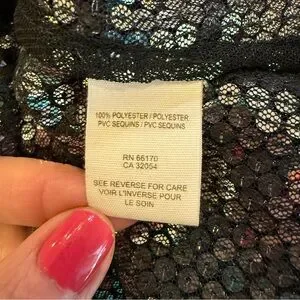 100% POLYESTER / POLYESTER
PVC SEQUINS / PVC SEQUINS
RN 66170
CA 32054
SEE REVERSE FOR CARE
VOIR L'INVERSE POUR
LE SOIN